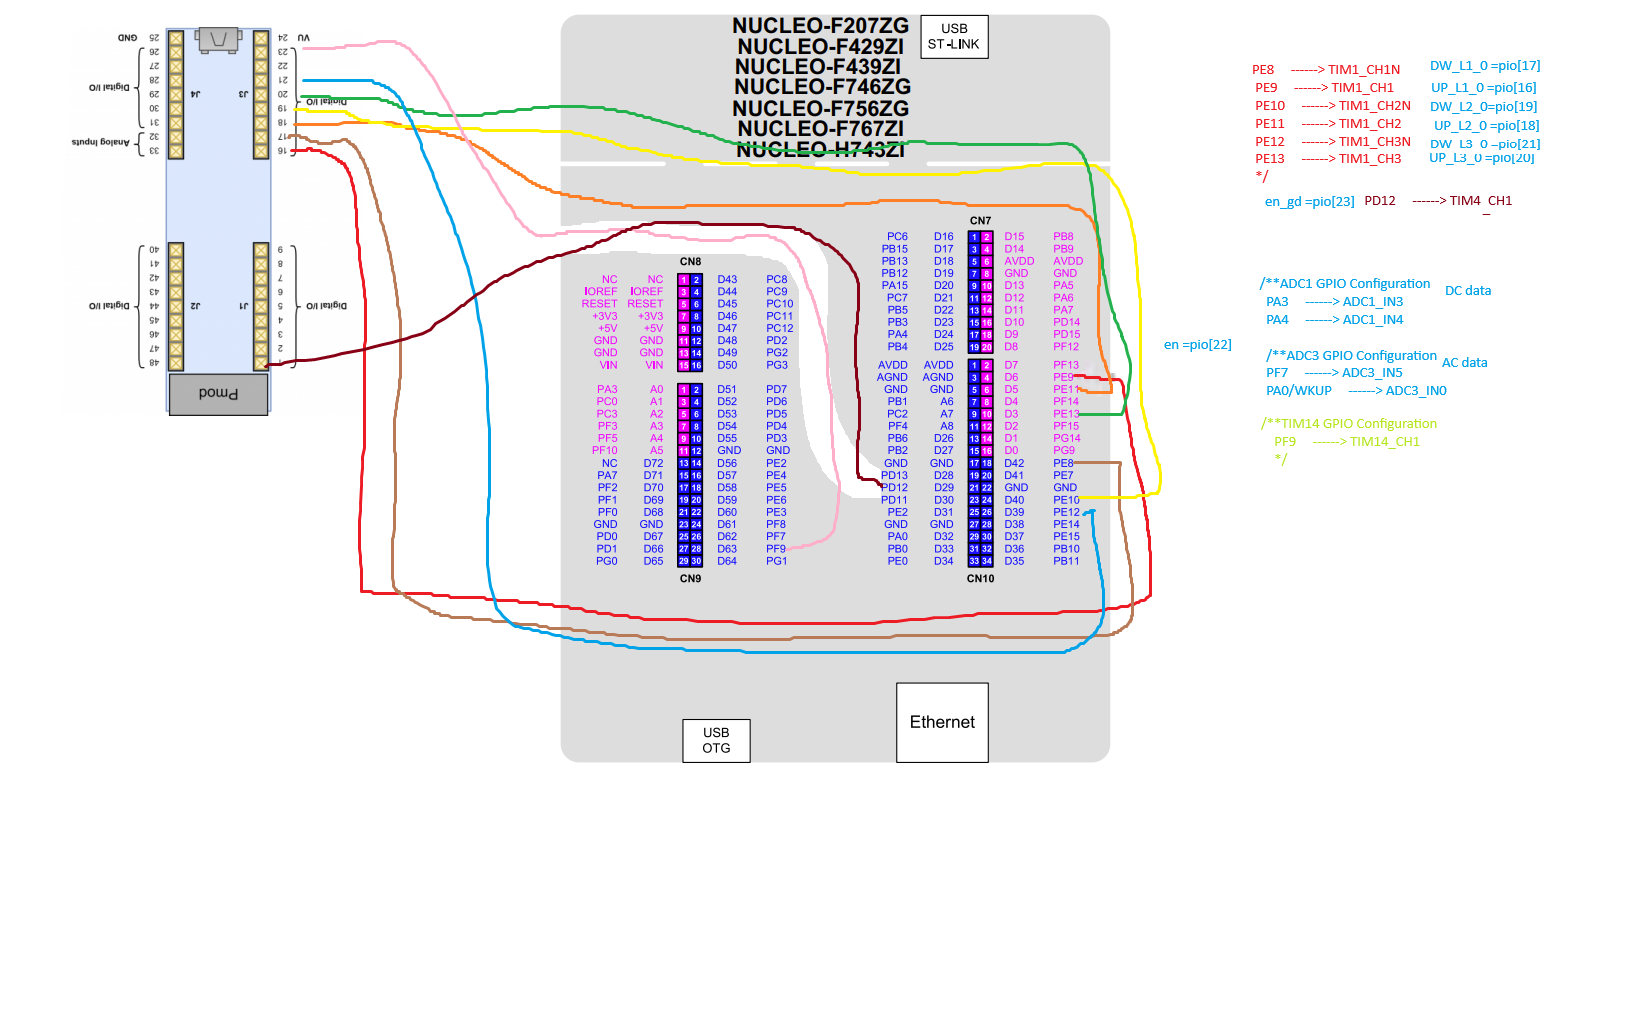 GND 25 24 VU
26 23
27 22
28 21
Digital I/O 29 J4 J3 20 Digital I/O
30 19
31 18
Analog Inputs 32 17
33 16
40 9
41 8
42 7
43 6
Digital I/O 44 J2 J1 5 Digital I/O
45 4
46 3
47 2
48 1
Pmod
NUCLEO-F207ZG
NUCLEO-F429ZI
NUCLEO-F439ZI
NUCLEO-F746ZG
NUCLEO-F756ZG
NUCLEO-F767ZI
NUCLEO-H743ZI
USB
ST-LINK
CN8
NC NC 1 2 D43 PC8
IOREF IOREF 3 4 D44 PC9
RESET RESET 5 6 D45 PC10
+3V3 +3V3 7 8 D46 PC11
+5V +5V 9 10 D47 PC12
GND GND 11 12 D48 PD2
GND GND 13 14 D49 PG2
VIN VIN 15 16 D50 PG3
PA3 A0 1 2 D51 PD7
PC0 A1 3 4 D52 PD6
PC3 A2 5 6 D53 PD5
PF3 A3 7 8 D54 PD4
PF5 A4 9 10 D55 PD3
PF10 A5 11 12 GND GND
NC D72 13 14 D56 PE2
PA7 D71 15 16 D57 PE4
PF2 D70 17 18 D58 PE5
PF1 D69 19 20 D59 PE6
PF0 D68 21 22 D60 PE3
GND GND 23 24 D61 PF8
PD0 D67 25 26 D62 PF7
PD1 D66 27 28 D63 PF9
PG0 D65 29 30 D64 PG1
CN9
CN7
PC6 D16 1 2 D15 PB8
PB15 D17 3 4 D14 PB9
PB13 D18 5 6 AVDD AVDD
PB12 D19 7 8 GND GND
PA15 D20 9 10 D13 PA5
PC7 D21 11 12 D12 PA6
PB5 D22 13 14 D11 PA7
PB3 D23 15 16 D10 PD14
PA4 D24 17 18 D9 PD15
PB4 D25 19 20 D8 PF12
AVDD AVDD 1 2 D7 PF13
AGND AGND 3 4 D6 PE9
GND GND 5 6 D5 PE11
PB1 A6 7 8 D4 PF14
PC2 A7 9 10 D3 PE13
PF4 A8 11 12 D2 PF15
PB6 D26 13 14 D1 PG14
PB2 D27 15 16 D0 PG9
GND GND 17 18 D42 PE8
PD13 D28 19 20 D41 PE7
PD12 D29 21 22 GND GND
PD11 D30 23 24 D40 PE10
PE2 D31 25 26 D39 PE12
GND GND 27 28 D38 PE14
PA0 D32 29 30 D37 PE15
PB0 D33 31 32 D36 PB10
PE0 D34 33 34 D35 PB11
CN10
USB
OTG
Ethernet
PE8 ------> TIM1_CH1N DW_L1_0 =pio[17]
PE9 ------> TIM1_CH1 UP_L1_0 =pio[16]
PE10 ------> TIM1_CH2N DW_L2_0=pio[19]
PE11 ------> TIM1_CH2 UP_L2_0 =pio[18]
PE12 ------> TIM1_CH3N DW_L3_0 =pio[21]
PE13 ------> TIM1_CH3 UP_L3_0 =pio[20]
*/
en_gd =pio[23] PD12 ------> TIM4_CH1
/**ADC1 GPIO Configuration DC data
PA3 ------> ADC1_IN3
PA4 ------> ADC1_IN4
en =pio[22]
/**ADC3 GPIO Configuration AC data
PF7 ------> ADC3_IN5
PA0/WKUP ------> ADC3_IN0
/**TIM14 GPIO Configuration
PF9 ------> TIM14_CH1
*/